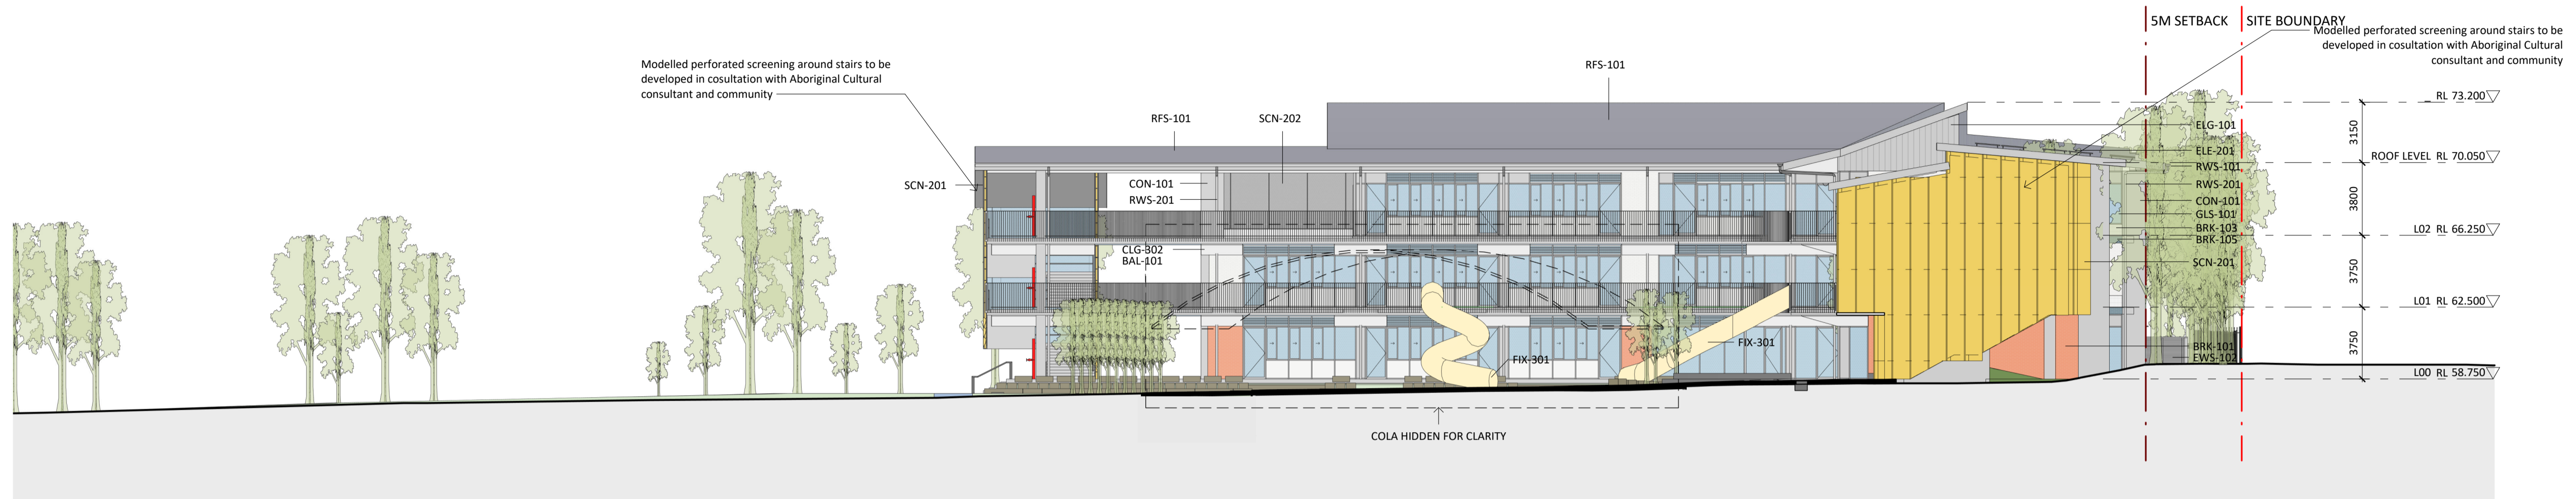 5M SETBACK
SITE BOUNDARY
Modelled perforated screening around stairs to be
developed in cosultation with Aboriginal Cultural
consultant and community
Modelled perforated screening around stairs to be
developed in cosultation with Aboriginal Cultural
consultant and community
RFS-101
RFS-101
SCN-202
SCN-201
CON-101
RWS-201
CLG-302
BAL-101
FIX-301
FIX-301
COLA HIDDEN FOR CLARITY
ELG-101
ELE-201
RWS-101
RWS-201
CON-101
GLS-101
BRK-103
BRK-105
SCN-201
BRK-101
EWS-102
RL 73.200
3150
ROOF LEVEL RL 70.050
3800
L02 RL 66.250
3750
L01 RL 62.500
3750
L00 RL 58.750